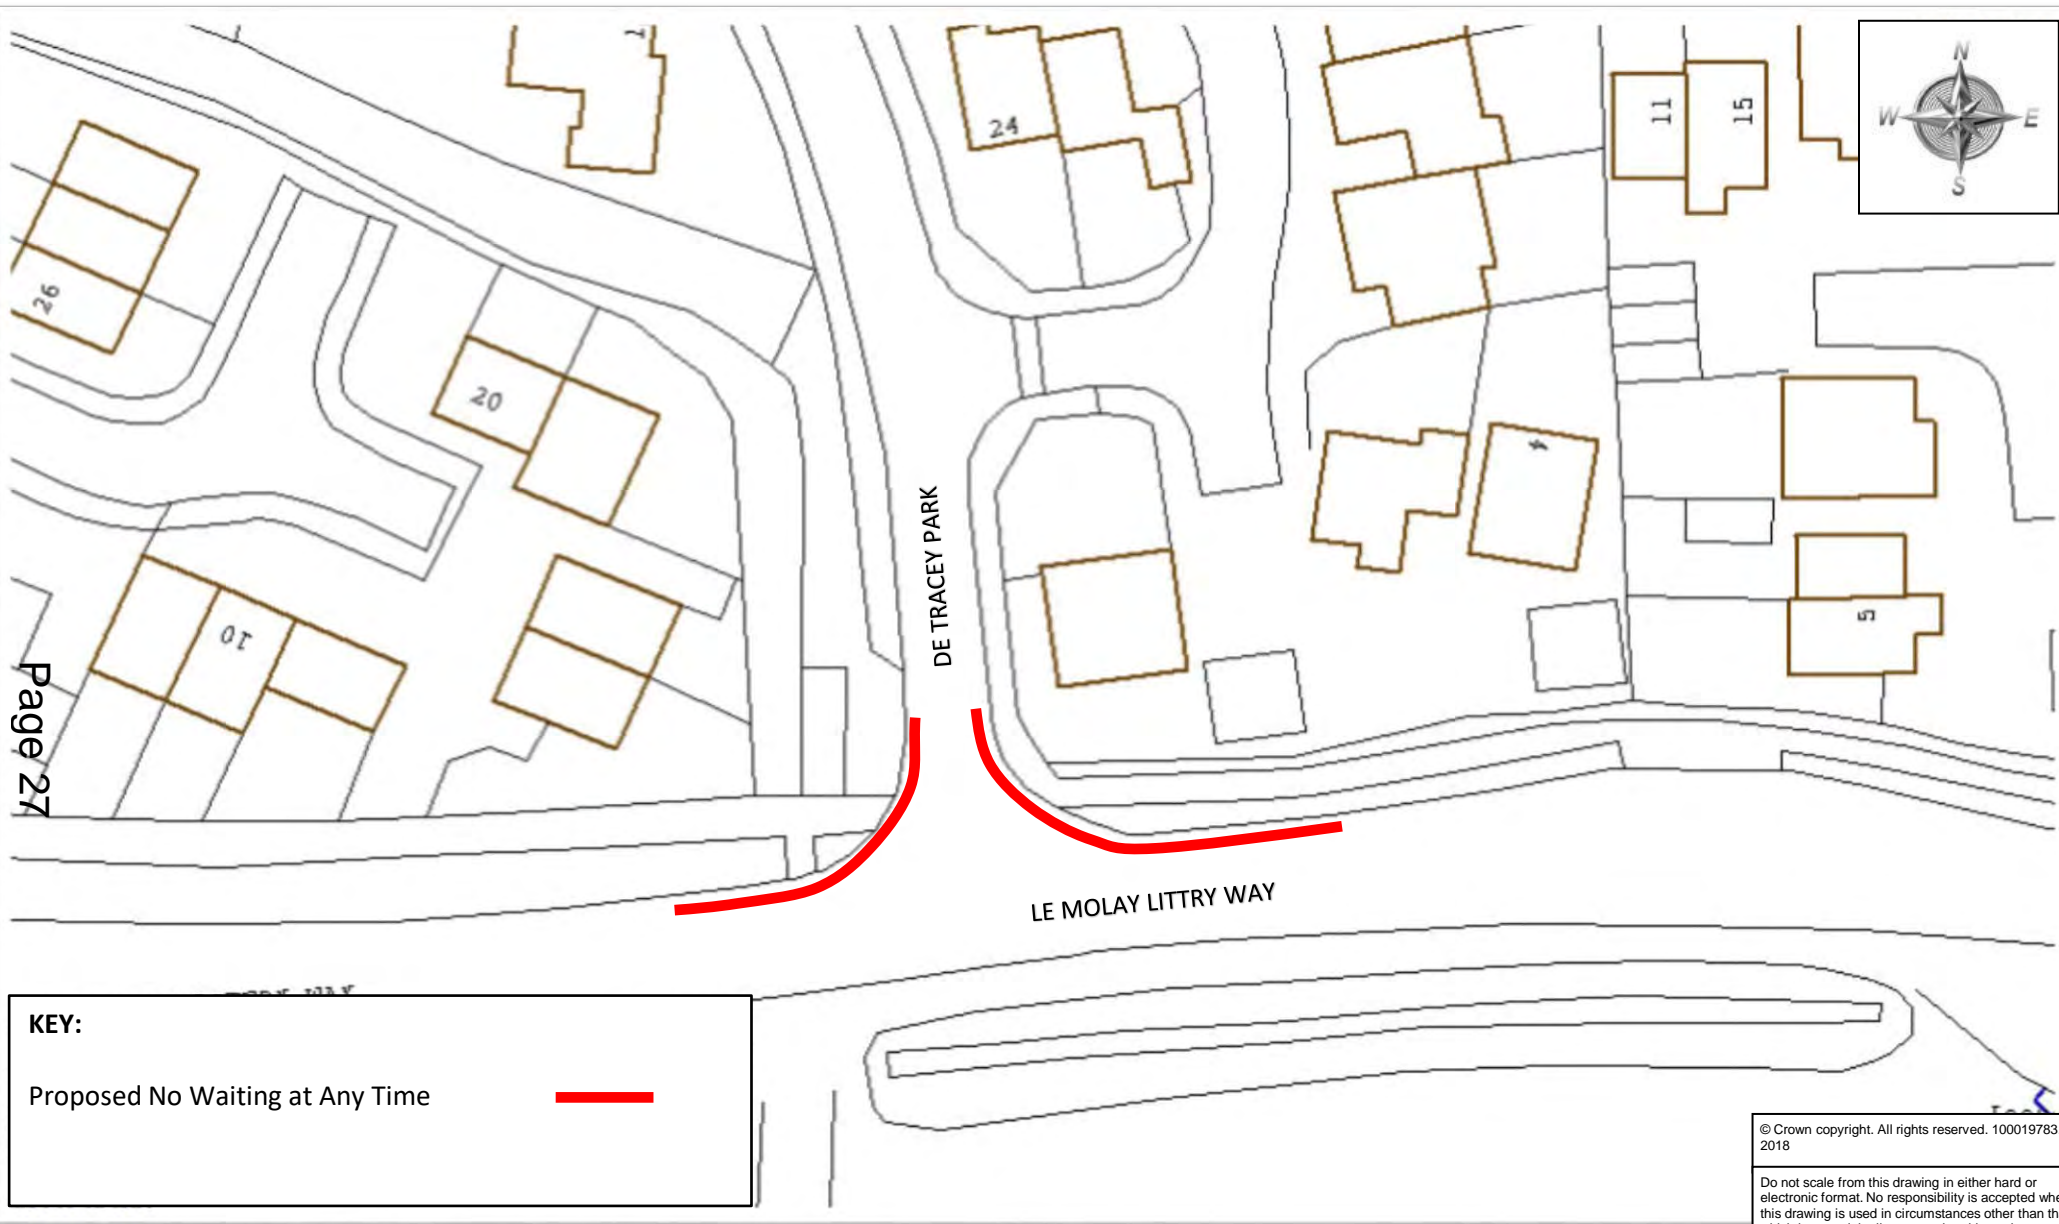 N
W E
S
24
11
15
26
20
4
DE TRACEY PARK
5
10
Page 27
LE MOLAY LITTRY WAY
KEY:
Proposed No Waiting at Any Time
© Crown copyright. All rights reserved. 100019783
2018
Do not scale from this drawing in either hard or
electronic format. No responsibility is accepted whe
this drawing is used in circumstances other than th